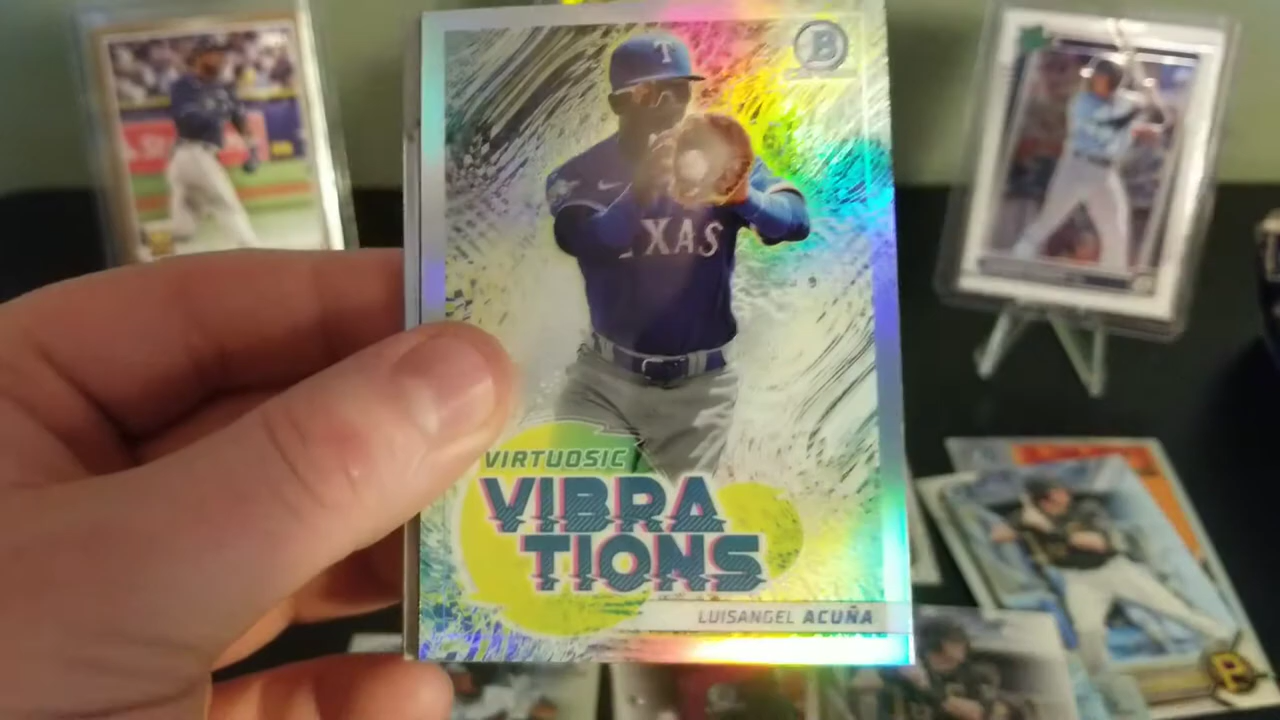 B
T
EXAS
VIRTUOSIC
VIBRA
TIONS
LUISANGEL ACUÑA
P